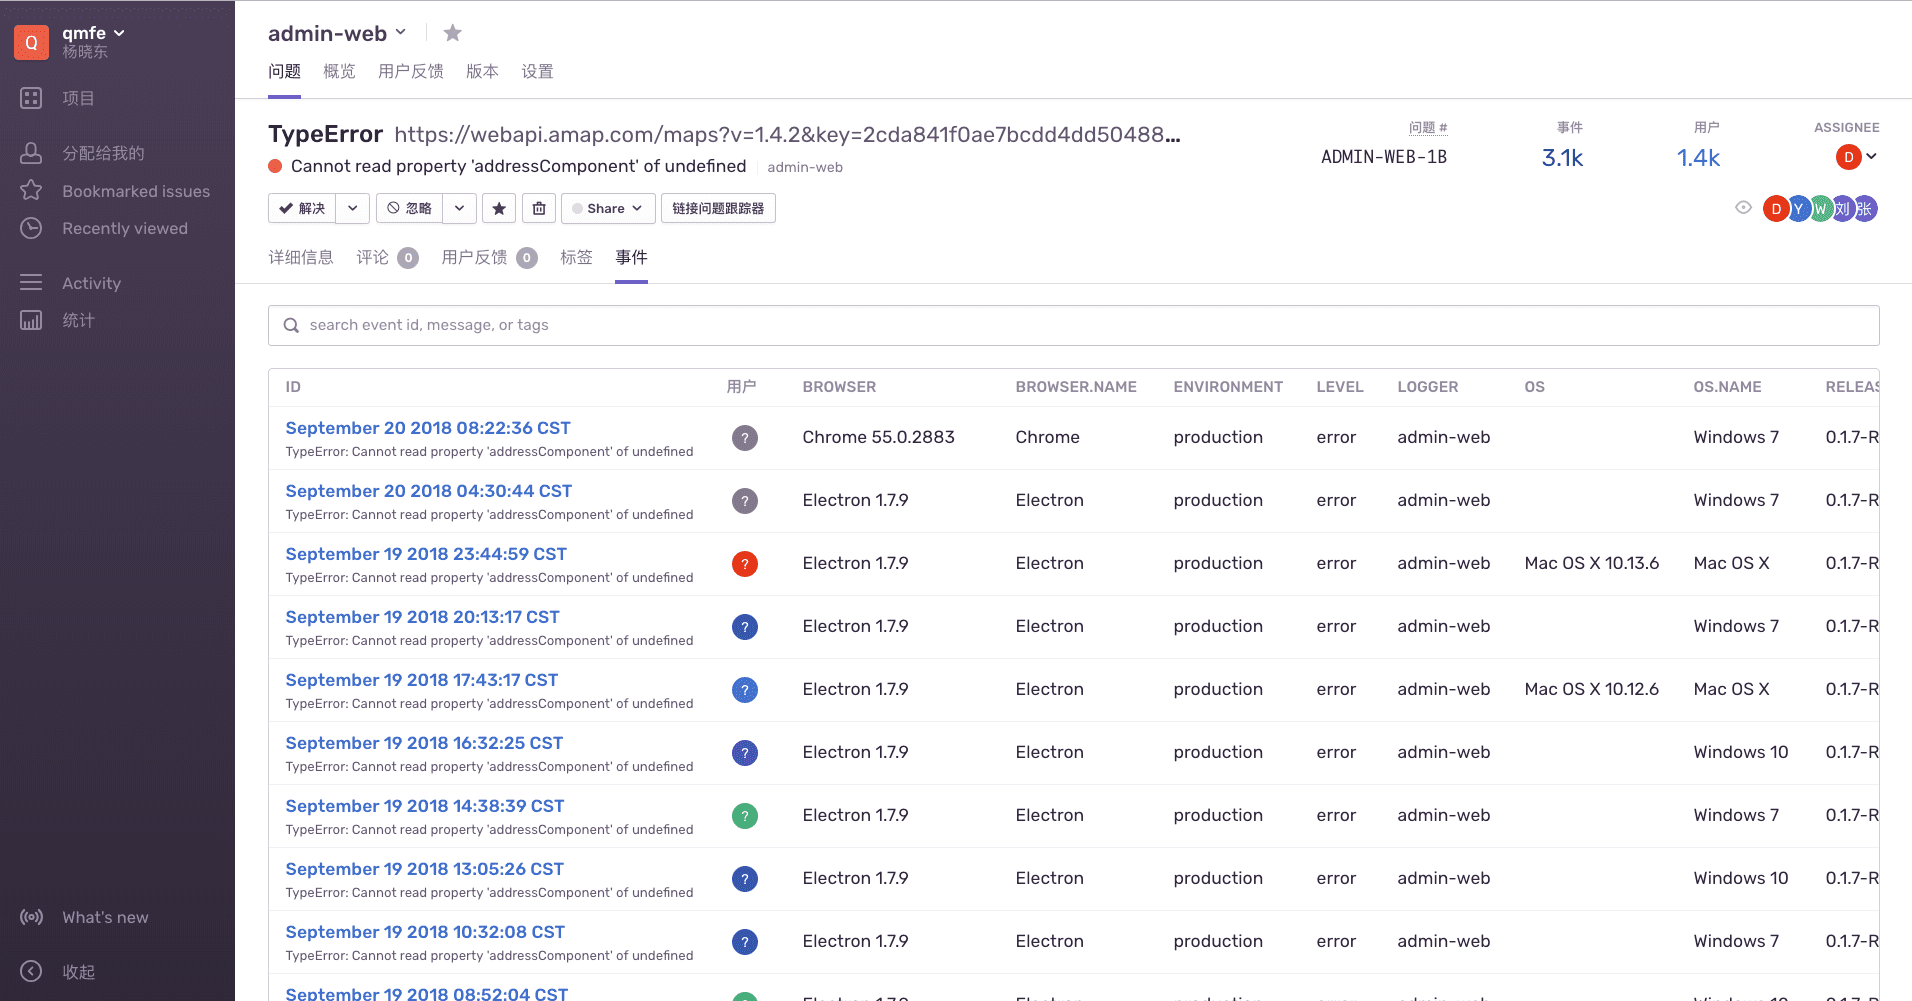 Q
qmfe
杨晓东
项目
分配给我的
Bookmarked issues
Recently viewed
Activity
统计
What's new
收起
admin-web
问题 概览 用户反馈 版本 设置
TypeError https://webapi.amap.com/maps?v=1.4.2&key=2cda841f0ae7bcdd4dd50488...
Cannot read property 'addressComponent' of undefined admin-web
问题 # 事件 用户 ASSIGNEE
ADMIN-WEB-1B 3.1k 1.4k D
解决 忽略 Share 链接问题跟踪器
D Y W 刘 张
详细信息 评论 0 用户反馈 0 标签 事件
search event id, message, or tags
ID 用户 BROWSER BROWSER.NAME ENVIRONMENT LEVEL LOGGER OS OS.NAME RELEAS
September 20 2018 08:22:36 CST
TypeError: Cannot read property 'addressComponent' of undefined
? Chrome 55.0.2883 Chrome production error admin-web Windows 7 0.1.7-R
September 20 2018 04:30:44 CST
TypeError: Cannot read property 'addressComponent' of undefined
? Electron 1.7.9 Electron production error admin-web Windows 7 0.1.7-R
September 19 2018 23:44:59 CST
TypeError: Cannot read property 'addressComponent' of undefined
? Electron 1.7.9 Electron production error admin-web Mac OS X 10.13.6 Mac OS X 0.1.7-R
September 19 2018 20:13:17 CST
TypeError: Cannot read property 'addressComponent' of undefined
? Electron 1.7.9 Electron production error admin-web Windows 7 0.1.7-R
September 19 2018 17:43:17 CST
TypeError: Cannot read property 'addressComponent' of undefined
? Electron 1.7.9 Electron production error admin-web Mac OS X 10.12.6 Mac OS X 0.1.7-R
September 19 2018 16:32:25 CST
TypeError: Cannot read property 'addressComponent' of undefined
? Electron 1.7.9 Electron production error admin-web Windows 10 0.1.7-R
September 19 2018 14:38:39 CST
TypeError: Cannot read property 'addressComponent' of undefined
? Electron 1.7.9 Electron production error admin-web Windows 7 0.1.7-R
September 19 2018 13:05:26 CST
TypeError: Cannot read property 'addressComponent' of undefined
? Electron 1.7.9 Electron production error admin-web Windows 10 0.1.7-R
September 19 2018 10:32:08 CST
TypeError: Cannot read property 'addressComponent' of undefined
? Electron 1.7.9 Electron production error admin-web Windows 7 0.1.7-R
September 19 2018 08:52:04 CST